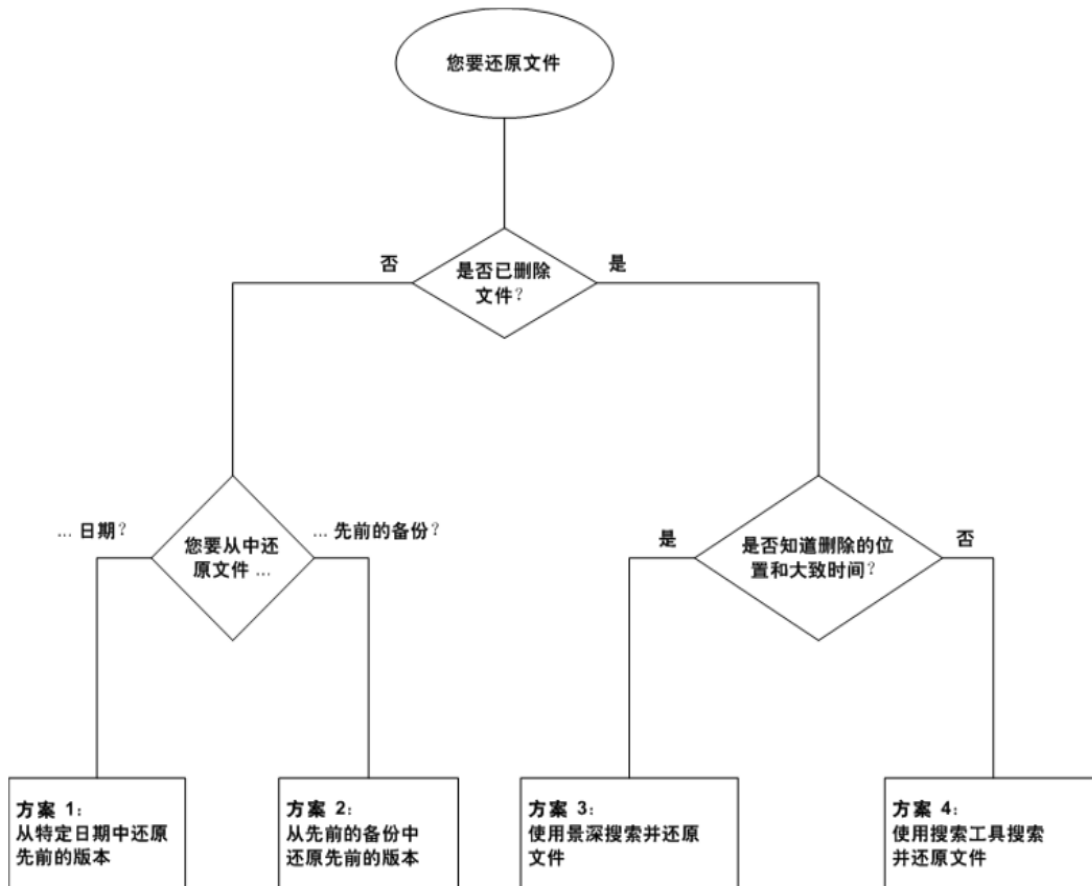 您要还原文件
否
是否已删除
文件？
是
... 日期？
您要从中还
原文件 ...
... 先前的备份？
是
是否知道删除的位
置和大致时间？
否
方案 1：
从特定日期中还原
先前的版本
方案 2：
从先前的备份中
还原先前的版本
方案 3：
使用景深搜索并还原
文件
方案 4：
使用搜索工具搜索
并还原文件